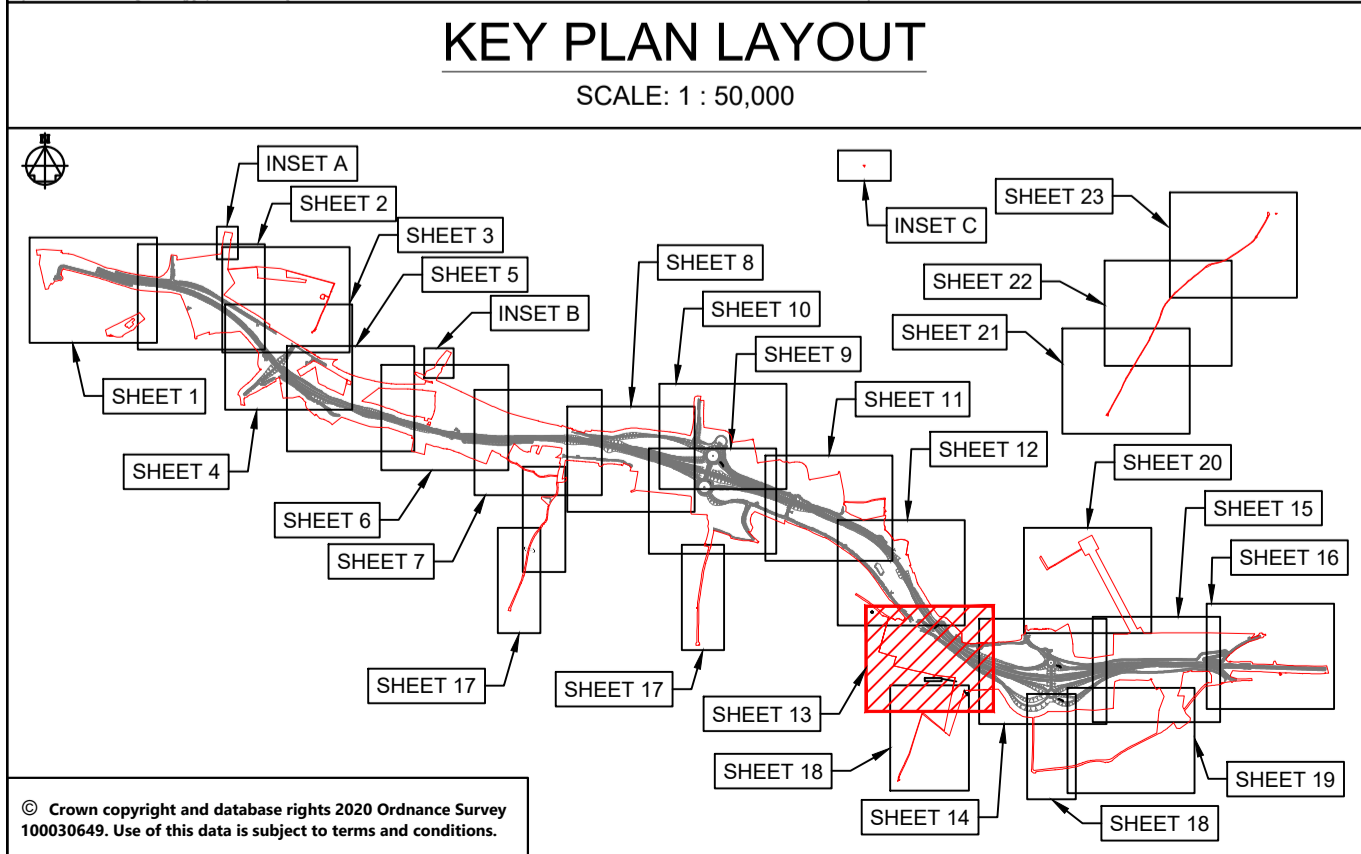 KEY PLAN LAYOUT
SCALE: 1 : 50,000
INSET A
SHEET 2
SHEET 3
SHEET 5
INSET B
SHEET 8
SHEET 10
SHEET 9
SHEET 11
SHEET 12
INSET C
SHEET 23
SHEET 22
SHEET 21
SHEET 1
SHEET 4
SHEET 6
SHEET 7
SHEET 17
SHEET 17
SHEET 20
SHEET 15
SHEET 16
SHEET 13
SHEET 18
SHEET 14
SHEET 18
SHEET 19
© Crown copyright and database rights 2020 Ordnance Survey
100030649. Use of this data is subject to terms and conditions.